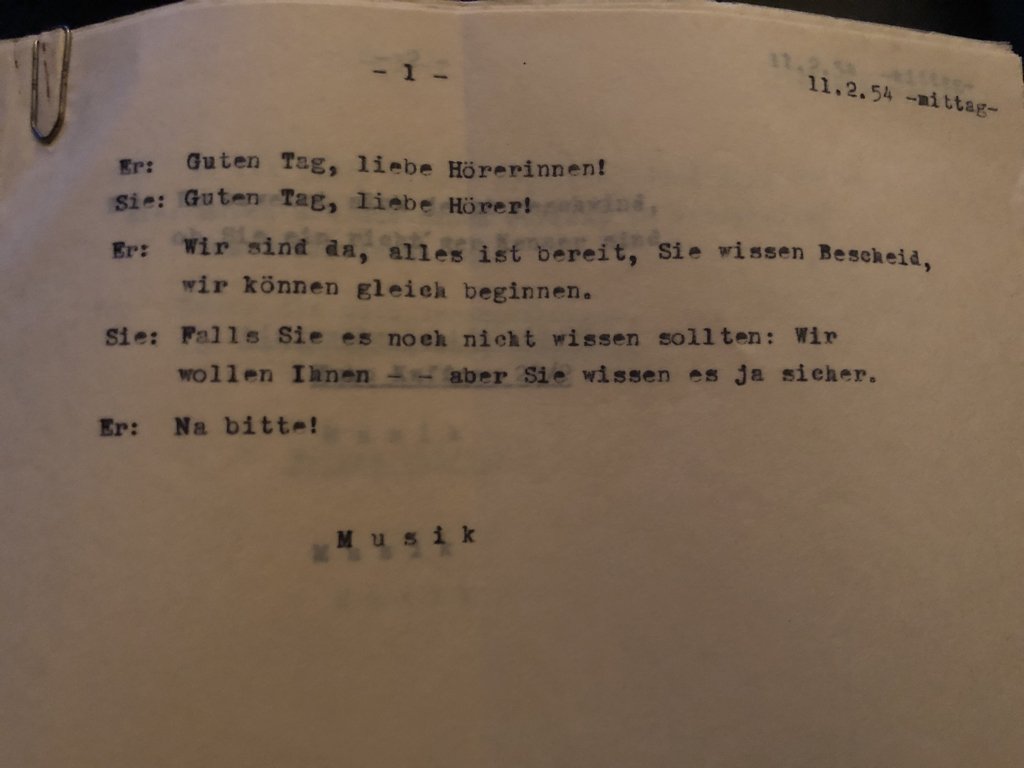 - 1 -
11.2.54 -mittag-
Er: Guten Tag, liebe Hörerinnen!
Sie: Guten Tag, liebe Hörer!
Er: Wir sind da, alles ist bereit, Sie wissen Bescheid,
wir können gleich beginnen.
Sie: Falls Sie es noch nicht wissen sollten: Wir
wollen Ihnen - - aber Sie wissen es ja sicher.
Er: Na bitte!
M u s i k